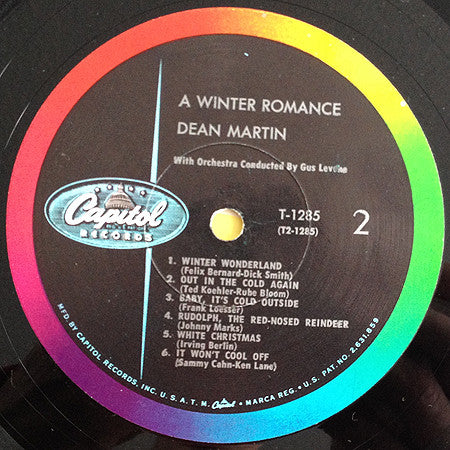 A WINTER ROMANCE
DEAN MARTIN
With Orchestra Conducted By Gus Levene
Capitol
RECORDS
T-1285
(T2-1285)
2
1. WINTER WONDERLAND
(Felix Bernard-Dick Smith)
2. OUT IN THE COLD AGAIN
(Ted Koehler-Rube Bloom)
3. BABY, IT'S COLD OUTSIDE
(Frank Loesser)
4. RUDOLPH, THE RED-NOSED REINDEER
(Johnny Marks)
5. WHITE CHRISTMAS
(Irving Berlin)
6. IT WON'T COOL OFF
(Sammy Cahn-Ken Lane)
MFD. BY CAPITOL RECORDS, INC. U.S.A. T.M. Capitol • MARCA REG. • U.S. PAT. NO. 2,631,859